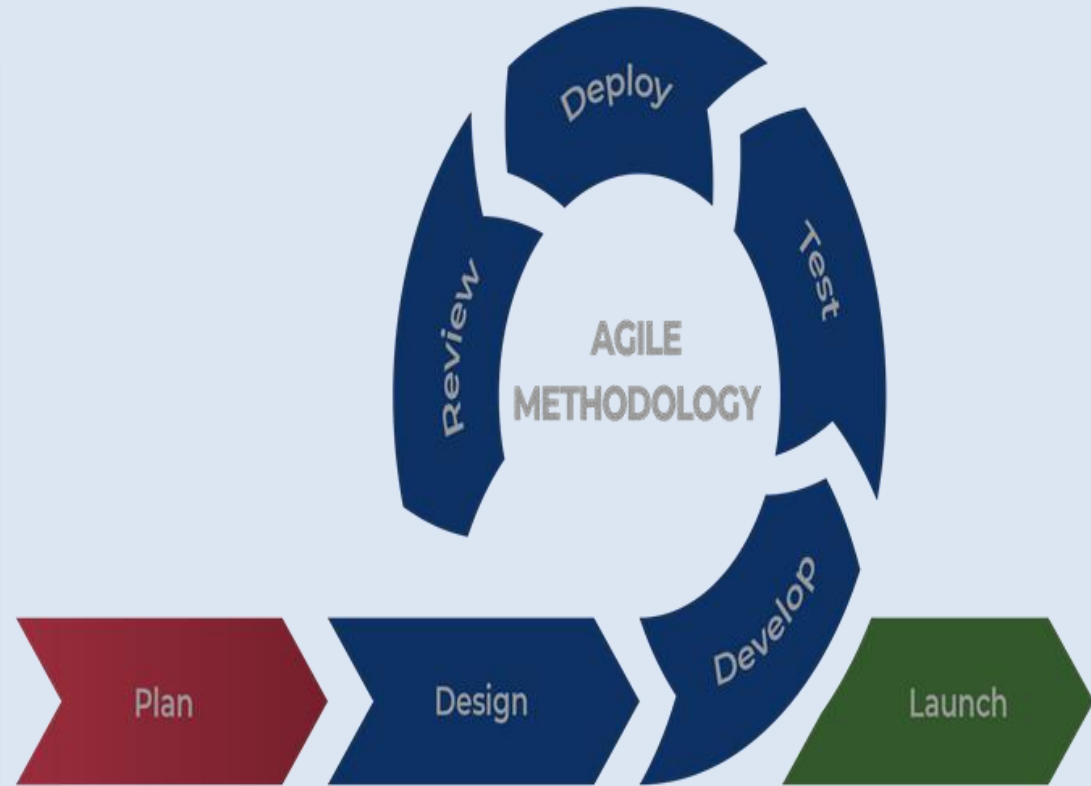 Deploy
Test
Review
AGILE
METHODOLOGY
Develop
Plan
Design
Launch